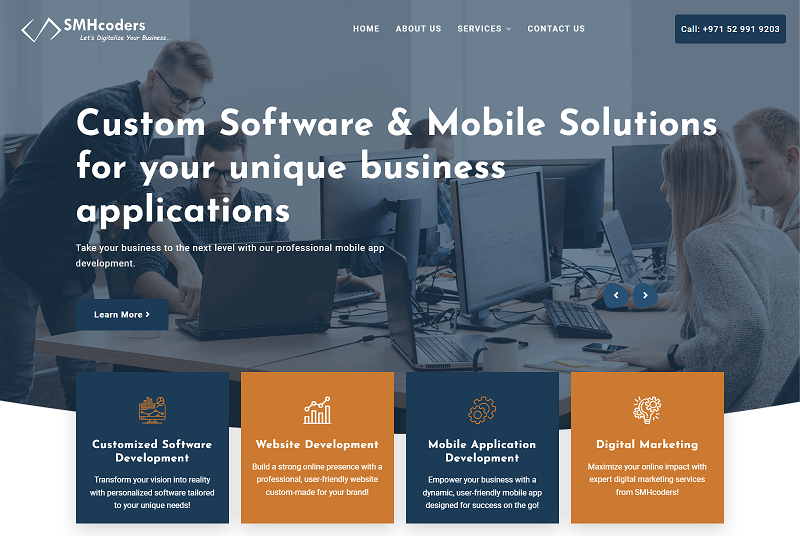 SMHcoders
Let's Digitalize Your Business..
HOME ABOUT US SERVICES CONTACT US
Call: +971 52 991 9203
Custom Software & Mobile Solutions
for your unique business
applications
Take your business to the next level with our professional mobile app
development.
Learn More
Customized Software
Development
Transform your vision into reality
with personalized software tailored
to your unique needs!
Website Development
Build a strong online presence with a
professional, user-friendly website
custom-made for your brand!
Mobile Application
Development
Empower your business with a
dynamic, user-friendly mobile app
designed for success on the go!
Digital Marketing
Maximize your online impact with
expert digital marketing services
from SMHcoders!